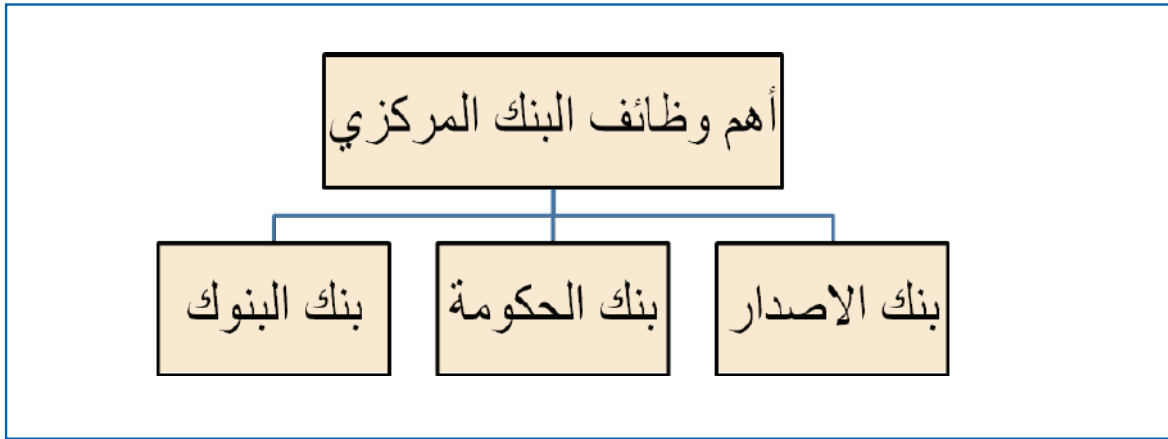 أهم وظائف البنك المركزي
بنك الاصدار
بنك الحكومة
بنك البنوك